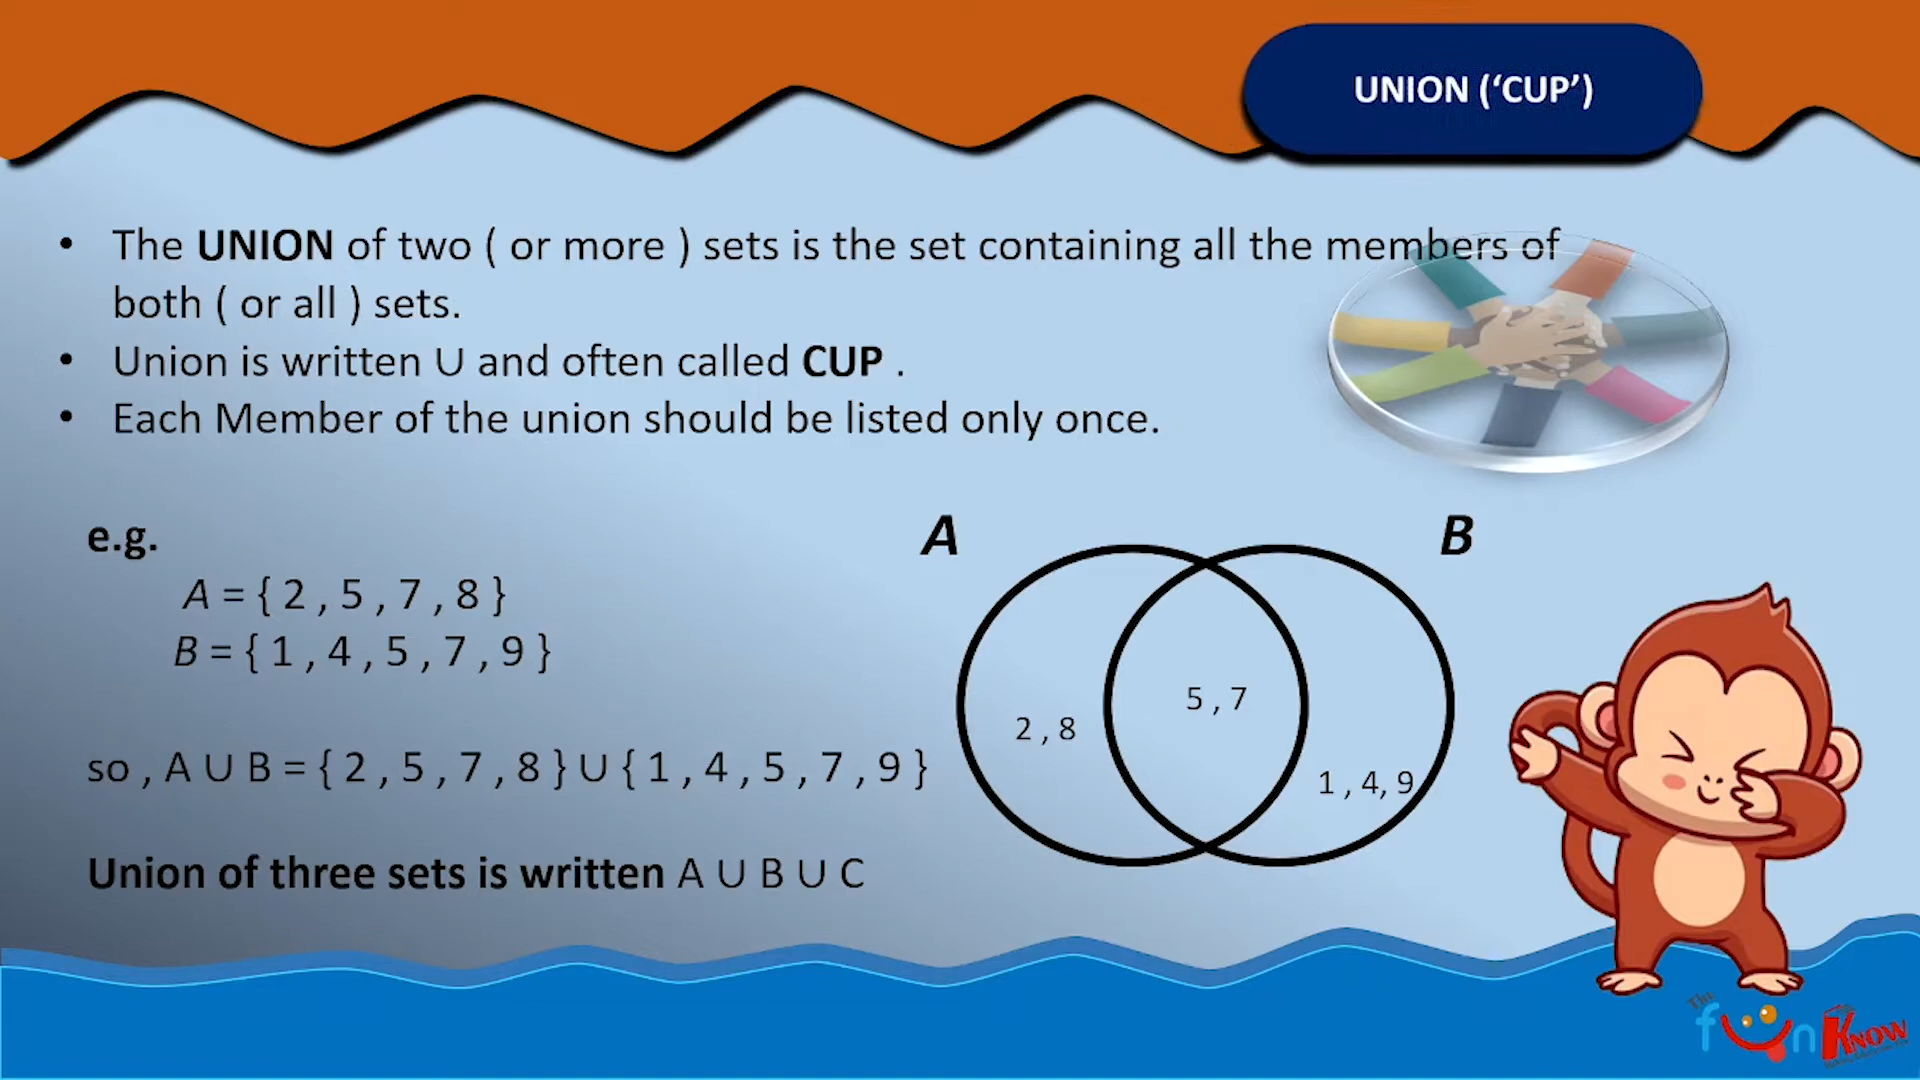 UNION (‘CUP’)
• The UNION of two ( or more ) sets is the set containing all the members of
both ( or all ) sets.
• Union is written ∪ and often called CUP .
• Each Member of the union should be listed only once.
e.g.
A = { 2 , 5 , 7 , 8 }
B = { 1 , 4 , 5 , 7 , 9 }
so , A ∪ B = { 2 , 5 , 7 , 8 } ∪ { 1 , 4 , 5 , 7 , 9 }
Union of three sets is written A ∪ B ∪ C
A
B
2 , 8
5 , 7
1 , 4, 9
The
fun Know